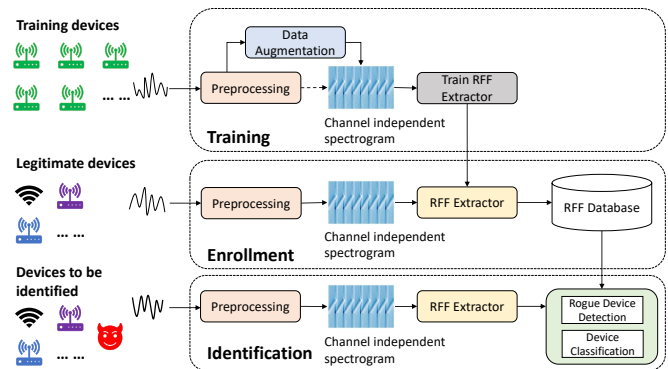 Training devices
... ...
Data
Augmentation
Preprocessing
Channel independent
spectrogram
Train RFF
Extractor
Training
Legitimate devices
... ...
Preprocessing
Channel independent
spectrogram
RFF Extractor
RFF Database
Enrollment
Devices to be
identified
... ...
Preprocessing
Channel independent
spectrogram
RFF Extractor
Rogue Device
Detection
Device
Classification
Identification